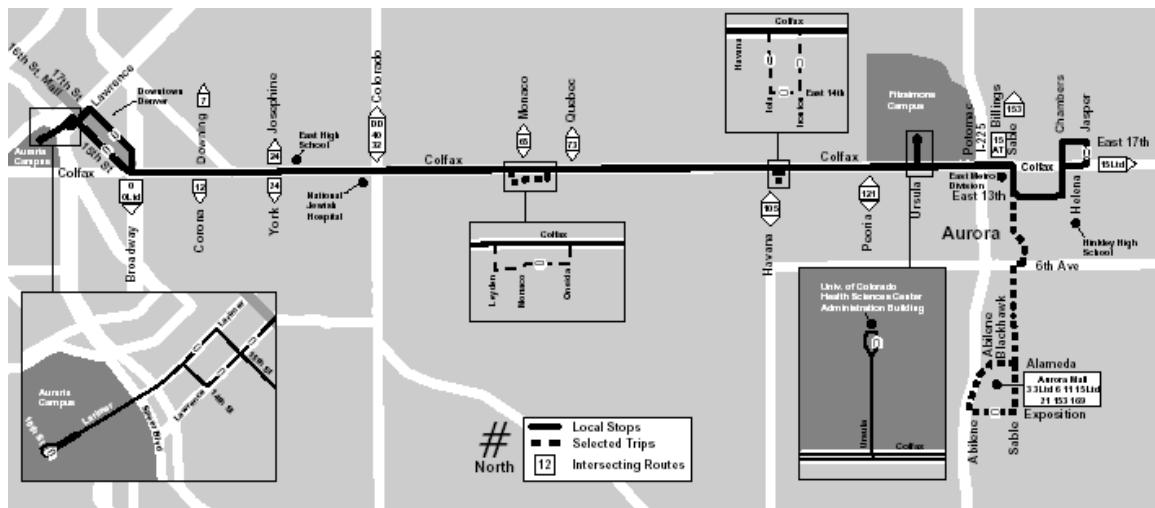 16th St. Mall
17th St
Lawrence
15th St
Downtown
Denver
Auraria
Campus
Colfax
7
Downing
24
Josephine
East High
School
Colorado
DD
40
32
Colfax
0
0Ltd
Broadway
12
Corona
24
York
National
Jewish
Hospital
Monaco
65
Quebec
73
Colfax
Leyden
Monaco
Oneida
Colfax
Havana
Iola
Ironton
East 14th
Colfax
105
Havana
121
Peoria
Fitzsimons
Campus
Ursula
Potomac
I-225
Billings
15
AT
Sable
153
Chambers
Jasper
East 17th
15Ltd
Colfax
East Metro
Division
East 13th
Helena
Hinkley High
School
Aurora
6th Ave
Abilene
Blackhawk
Alameda
Aurora Mall
3 3Ltd 6 11 15Ltd
21 153 169
Exposition
Abilene
Sable
Univ. of Colorado
Health Sciences Center
Administration Building
Ursula
Colfax
Auraria
Campus
10th St
Larimer
Larimer
Speer Blvd
Lawrence
14th St
15th St
#
North
Local Stops
Selected Trips
12
Intersecting Routes